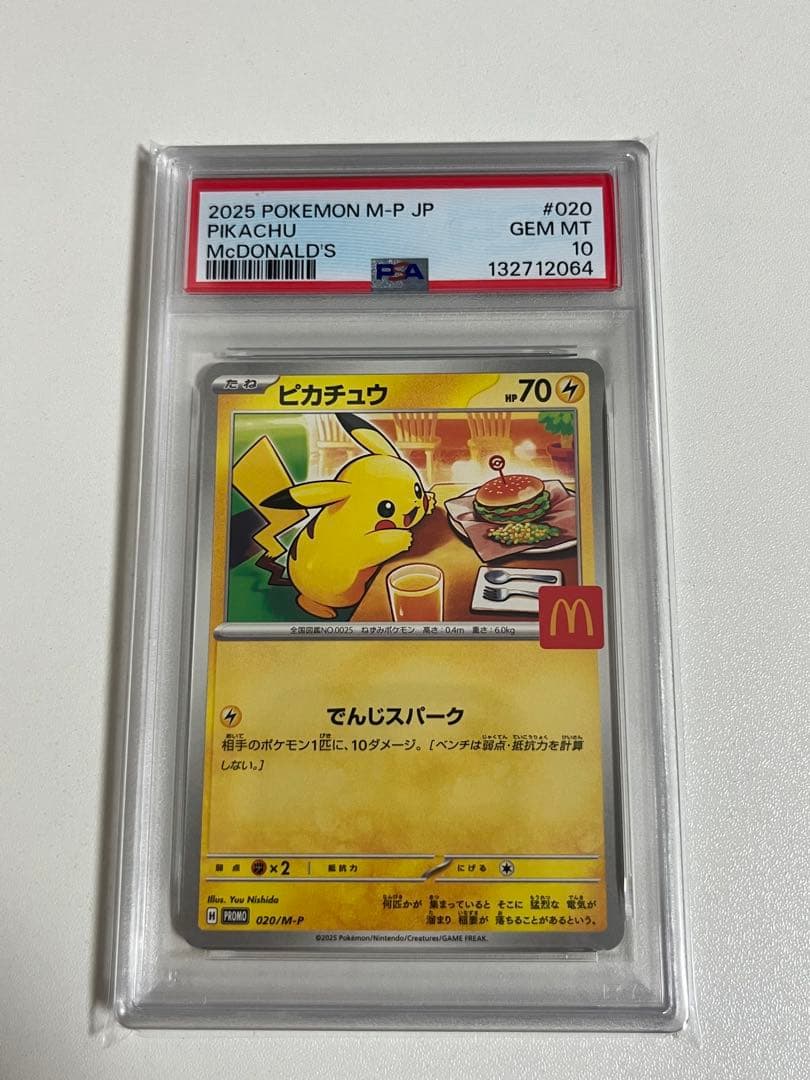 2025 POKEMON M-P JP #020
PIKACHU GEM MT
McDONALD'S 10
PSA 132712064
たね ピカチュウ HP70
全国図鑑NO.0025 ねずみポケモン 高さ:0.4m 重さ:6.0kg
でんじスパーク
相手のポケモン1匹に、10ダメージ。[ベンチは弱点・抵抗力を計算
しない。]
弱点 ×2 抵抗力 にげる
Illus. Yuu Nishida
H PROMO 020/M-P
何匹かが 集まっていると そこに 猛烈な 電気が
溜まり 稲妻が 落ちることがあるという。
©2025 Pokémon/Nintendo/Creatures/GAME FREAK.